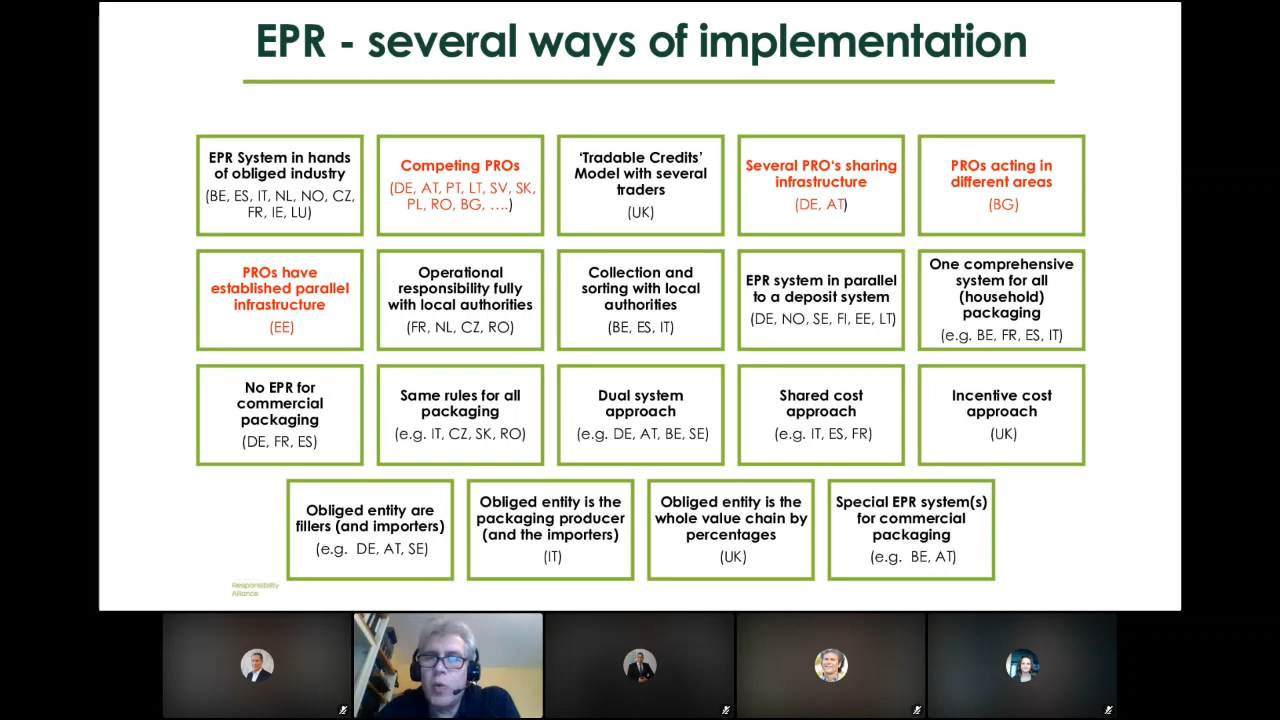 EPR - several ways of implementation
EPR System in hands
of obliged industry
(BE, ES, IT, NL, NO, CZ,
FR, IE, LU)
Competing PROs
(DE, AT, PT, LT, SV, SK,
PL, RO, BG, ....)
‘Tradable Credits’
Model with several
traders
(UK)
Several PRO‘s sharing
infrastructure
(DE, AT)
PROs acting in
different areas
(BG)
PROs have
established parallel
infrastructure
(EE)
Operational
responsibility fully
with local authorities
(FR, NL, CZ, RO)
Collection and
sorting with local
authorities
(BE, ES, IT)
EPR system in parallel
to a deposit system
(DE, NO, SE, FI, EE, LT)
One comprehensive
system for all
(household)
packaging
(e.g. BE, FR, ES, IT)
No EPR for
commercial
packaging
(DE, FR, ES)
Same rules for all
packaging
(e.g. IT, CZ, SK, RO)
Dual system
approach
(e.g. DE, AT, BE, SE)
Shared cost
approach
(e.g. IT, ES, FR)
Incentive cost
approach
(UK)
Obliged entity are
fillers (and importers)
(e.g. DE, AT, SE)
Obliged entity is the
packaging producer
(and the importers)
(IT)
Obliged entity is the
whole value chain by
percentages
(UK)
Special EPR system(s)
for commercial
packaging
(e.g. BE, AT)
Responsibility
Alliance